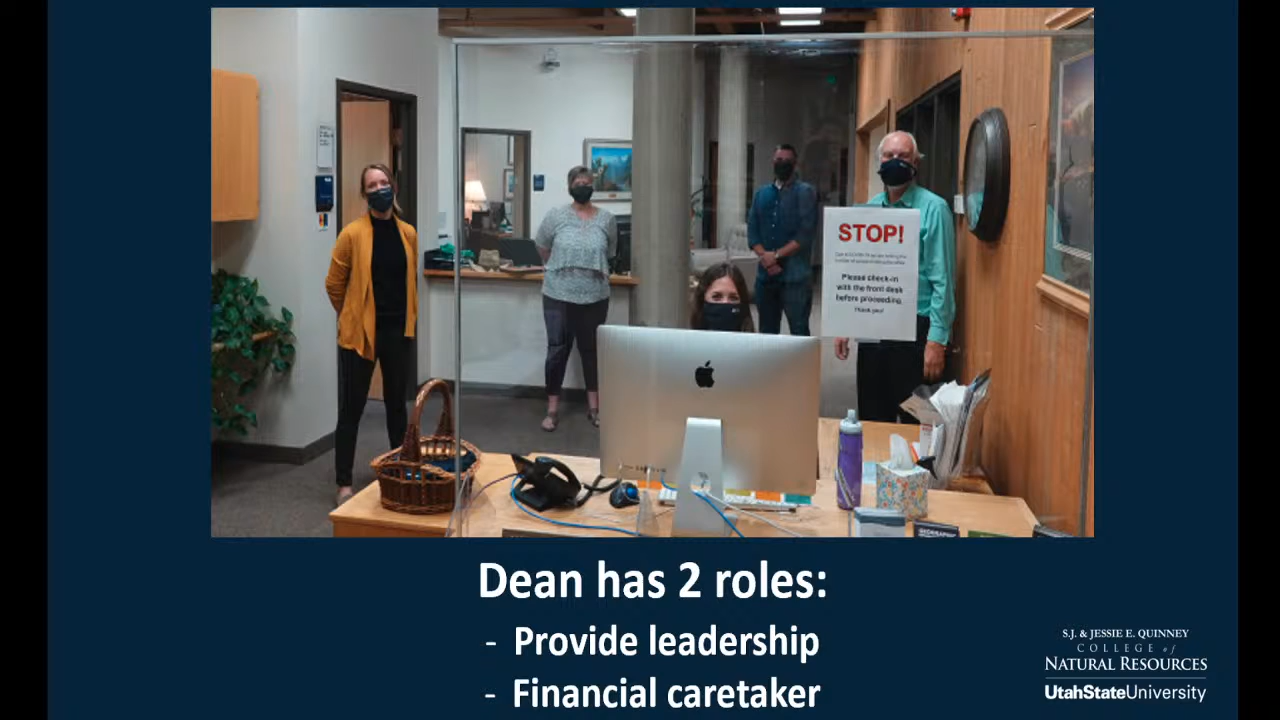 STOP!
Please check-in
with the front desk
before proceeding.
Thank you!
Dean has 2 roles:
- Provide leadership
- Financial caretaker
S.J. & JESSIE E. QUINNEY
COLLEGE of
NATURAL RESOURCES
UtahStateUniversity